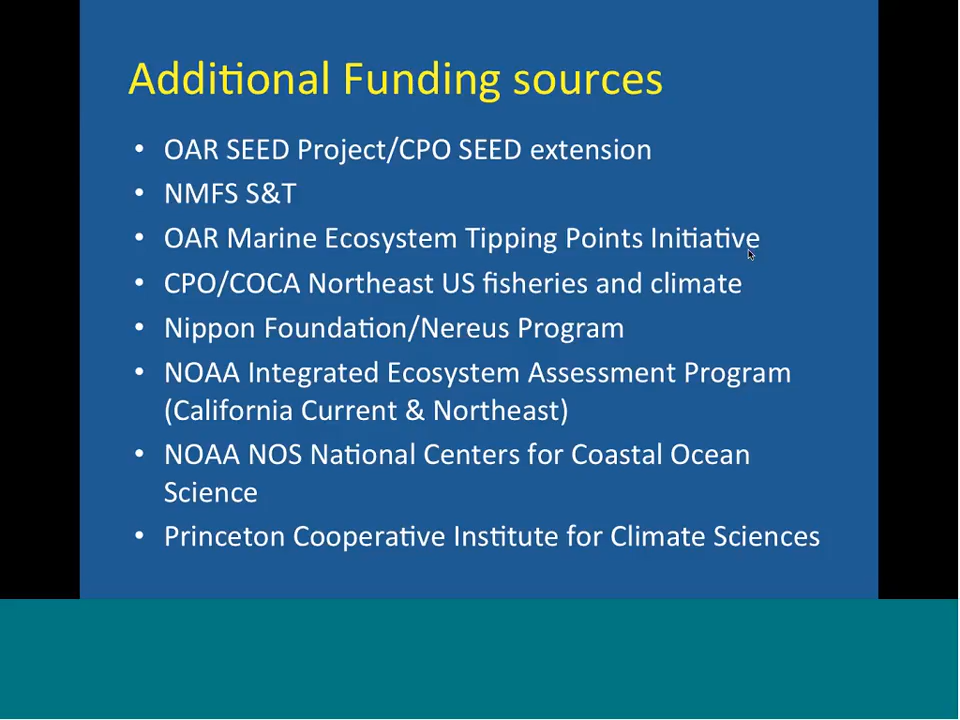 Additional Funding sources
• OAR SEED Project/CPO SEED extension
• NMFS S&T
• OAR Marine Ecosystem Tipping Points Initiative
• CPO/COCA Northeast US fisheries and climate
• Nippon Foundation/Nereus Program
• NOAA Integrated Ecosystem Assessment Program
(California Current & Northeast)
• NOAA NOS National Centers for Coastal Ocean
Science
• Princeton Cooperative Institute for Climate Sciences